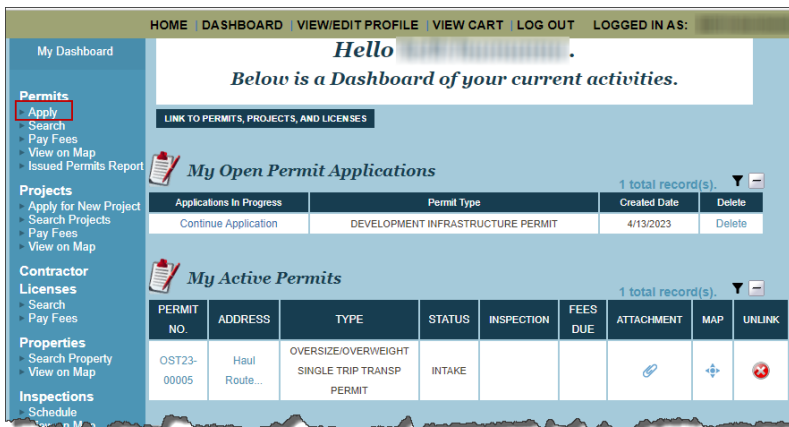 HOME | DASHBOARD | VIEW/EDIT PROFILE | VIEW CART | LOG OUT LOGGED IN AS:
My Dashboard
Permits
Apply
Search
Pay Fees
View on Map
Issued Permits Report
Projects
Apply for New Project
Search Projects
Pay Fees
View on Map
Contractor
Licenses
Search
Pay Fees
Properties
Search Property
View on Map
Inspections
Schedule
Hello .
Below is a Dashboard of your current activities.
LINK TO PERMITS, PROJECTS, AND LICENSES
My Open Permit Applications
1 total record(s).
Applications In Progress Permit Type Created Date Delete
Continue Application DEVELOPMENT INFRASTRUCTURE PERMIT 4/13/2023 Delete
My Active Permits
1 total record(s).
PERMIT NO. ADDRESS TYPE STATUS INSPECTION FEES DUE ATTACHMENT MAP UNLINK
OST23-00005 Haul Route... OVERSIZE/OVERWEIGHT SINGLE TRIP TRANSP PERMIT INTAKE